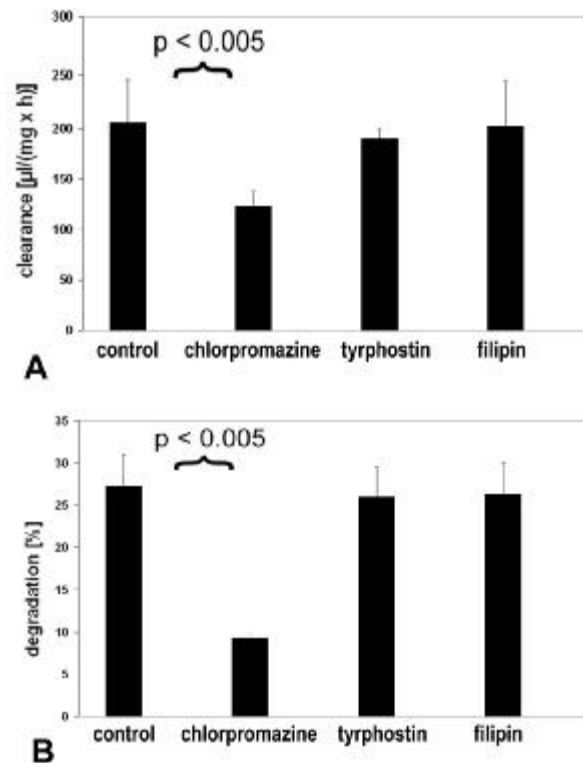 300
p < 0.005
250
200
150
100
50
0
clearance [µl/(mg x h)]
control chlorpromazine tyrphostin filipin
A
35
p < 0.005
30
25
20
15
10
5
0
degradation [%]
control chlorpromazine tyrphostin filipin
B